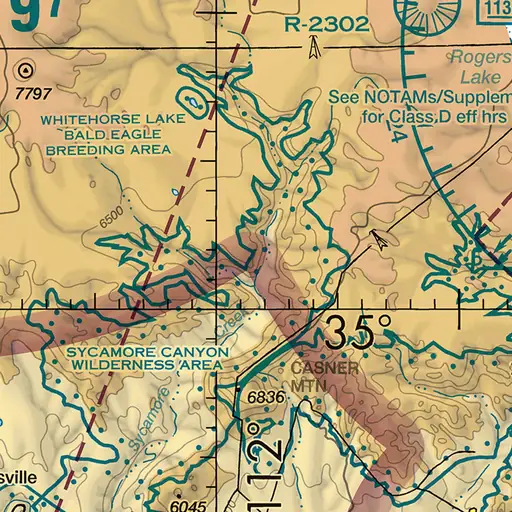 97
R-2302
113
Rogers
Lake
7797
See NOTAMs/Supplem
for Class D eff hrs
WHITEHORSE LAKE
BALD EAGLE
BREEDING AREA
6500
35°
Creek
SYCAMORE CANYON
WILDERNESS AREA
CASNER
MTN
6836
Sycamore
112°
sville
6045